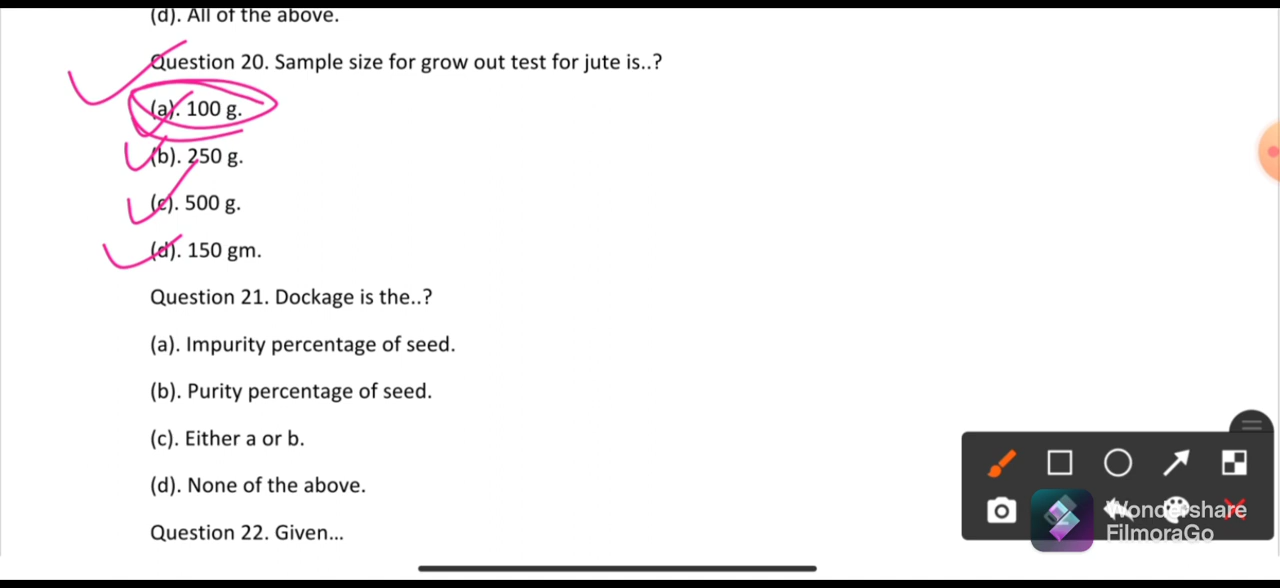 (d). All of the above.
Question 20. Sample size for grow out test for jute is..?
(a). 100 g.
(b). 250 g.
(c). 500 g.
(d). 150 gm.
Question 21. Dockage is the..?
(a). Impurity percentage of seed.
(b). Purity percentage of seed.
(c). Either a or b.
(d). None of the above.
Question 22. Given...
Wondershare
FilmoraGo